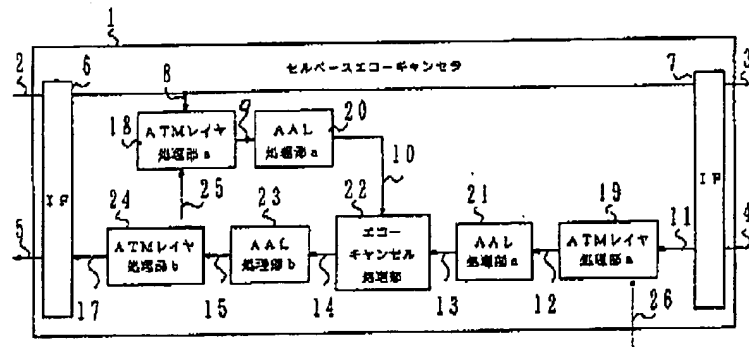 1
2
6
セルベースエコーキャンセラ
7
3
8
18
ATMレイヤ
処理部a
9
AAL
処理部a
20
10
IF
IF
25
24
23
22
21
19
5
ATMレイヤ
処理部b
AAL
処理部b
エコー
キャンセル
処理部
AAL
処理部a
ATMレイヤ
処理部a
11
4
17
15
14
13
12
26